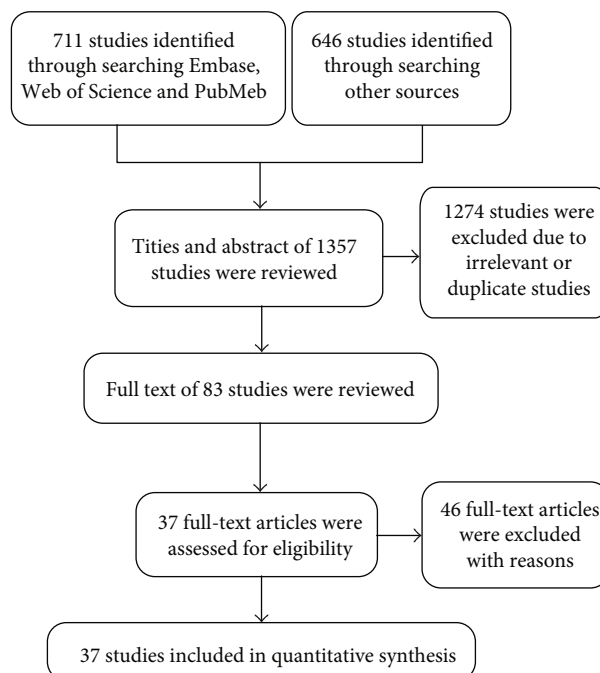 711 studies identified
through searching Embase,
Web of Science and PubMeb
646 studies identified
through searching
other sources
Tities and abstract of 1357
studies were reviewed
1274 studies were
excluded due to
irrelevant or
duplicate studies
Full text of 83 studies were reviewed
37 full-text articles were
assessed for eligibility
46 full-text articles
were excluded
with reasons
37 studies included in quantitative synthesis